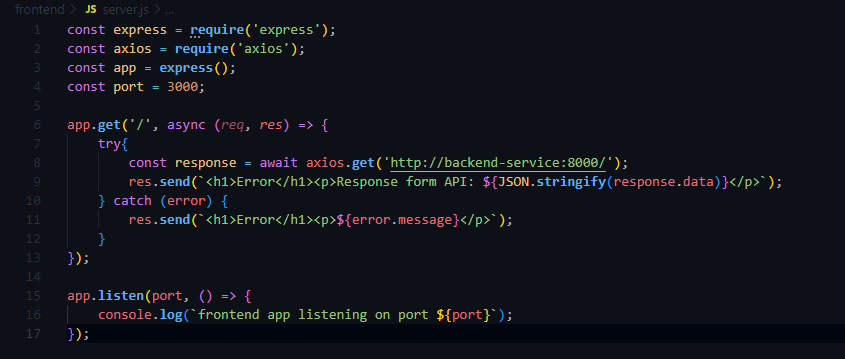 frontend > JS server.js > ...
1 const express = require('express');
2 const axios = require('axios');
3 const app = express();
4 const port = 3000;
5
6 app.get('/', async (req, res) => {
7     try{
8         const response = await axios.get('http://backend-service:8000/');
9         res.send(`<h1>Error</h1><p>Response form API: ${JSON.stringify(response.data)}</p>`);
10     } catch (error) {
11         res.send(`<h1>Error</h1><p>${error.message}</p>`);
12     }
13 });
14
15 app.listen(port, () => {
16     console.log(`frontend app listening on port ${port}`);
17 });